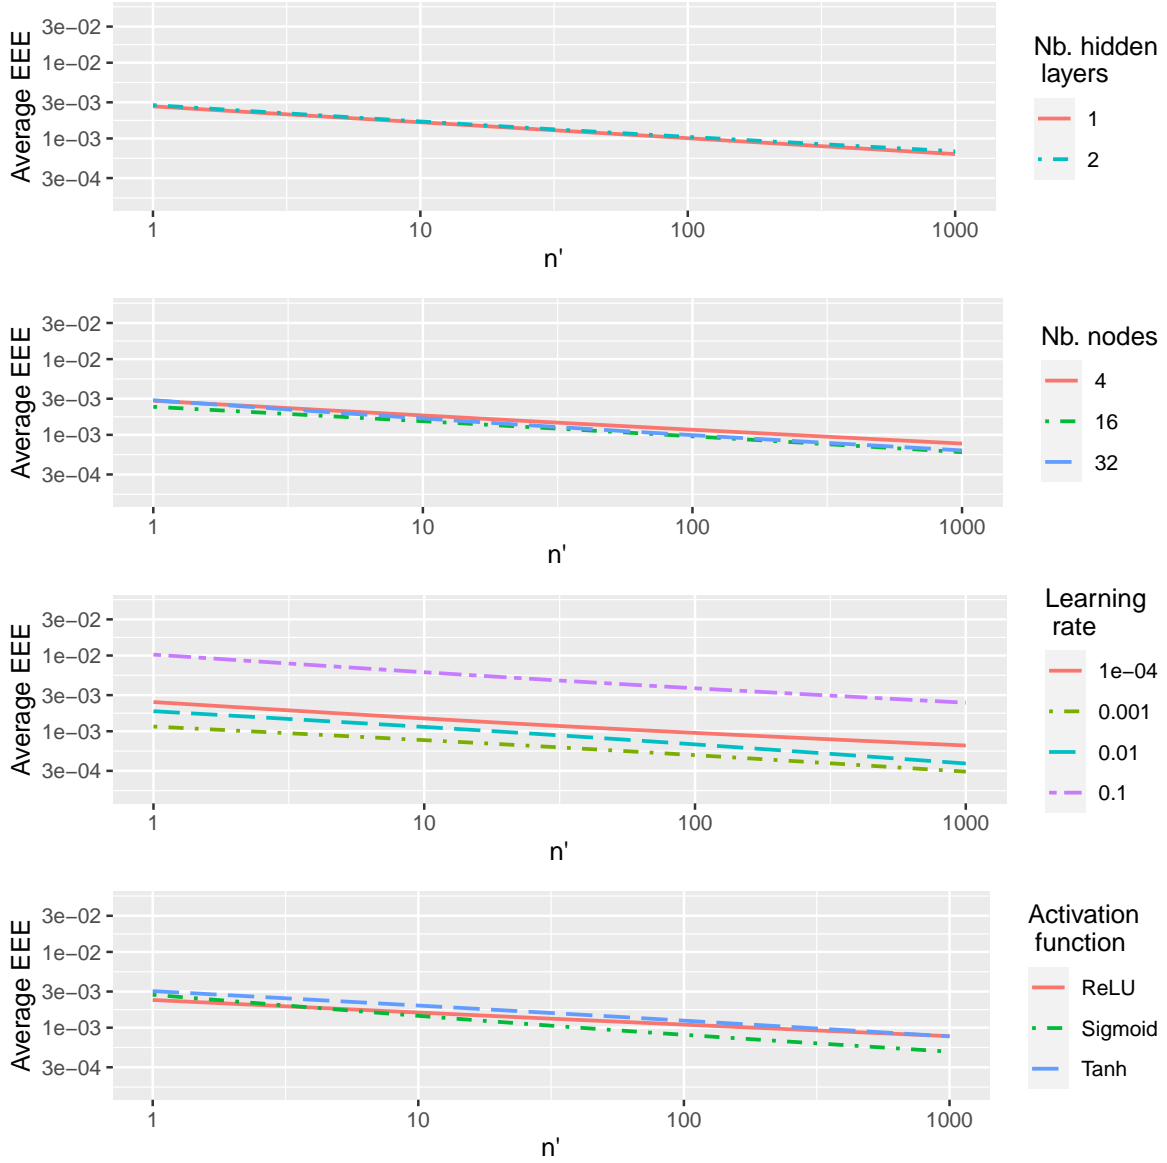 Average EEE
3e−02
1e−02
3e−03
1e−03
3e−04
1
10
100
1000
n'
Nb. hidden
layers
1
2
Average EEE
3e−02
1e−02
3e−03
1e−03
3e−04
1
10
100
1000
n'
Nb. nodes
4
16
32
Average EEE
3e−02
1e−02
3e−03
1e−03
3e−04
1
10
100
1000
n'
Learning
rate
1e−04
0.001
0.01
0.1
Average EEE
3e−02
1e−02
3e−03
1e−03
3e−04
1
10
100
1000
n'
Activation
function
ReLU
Sigmoid
Tanh